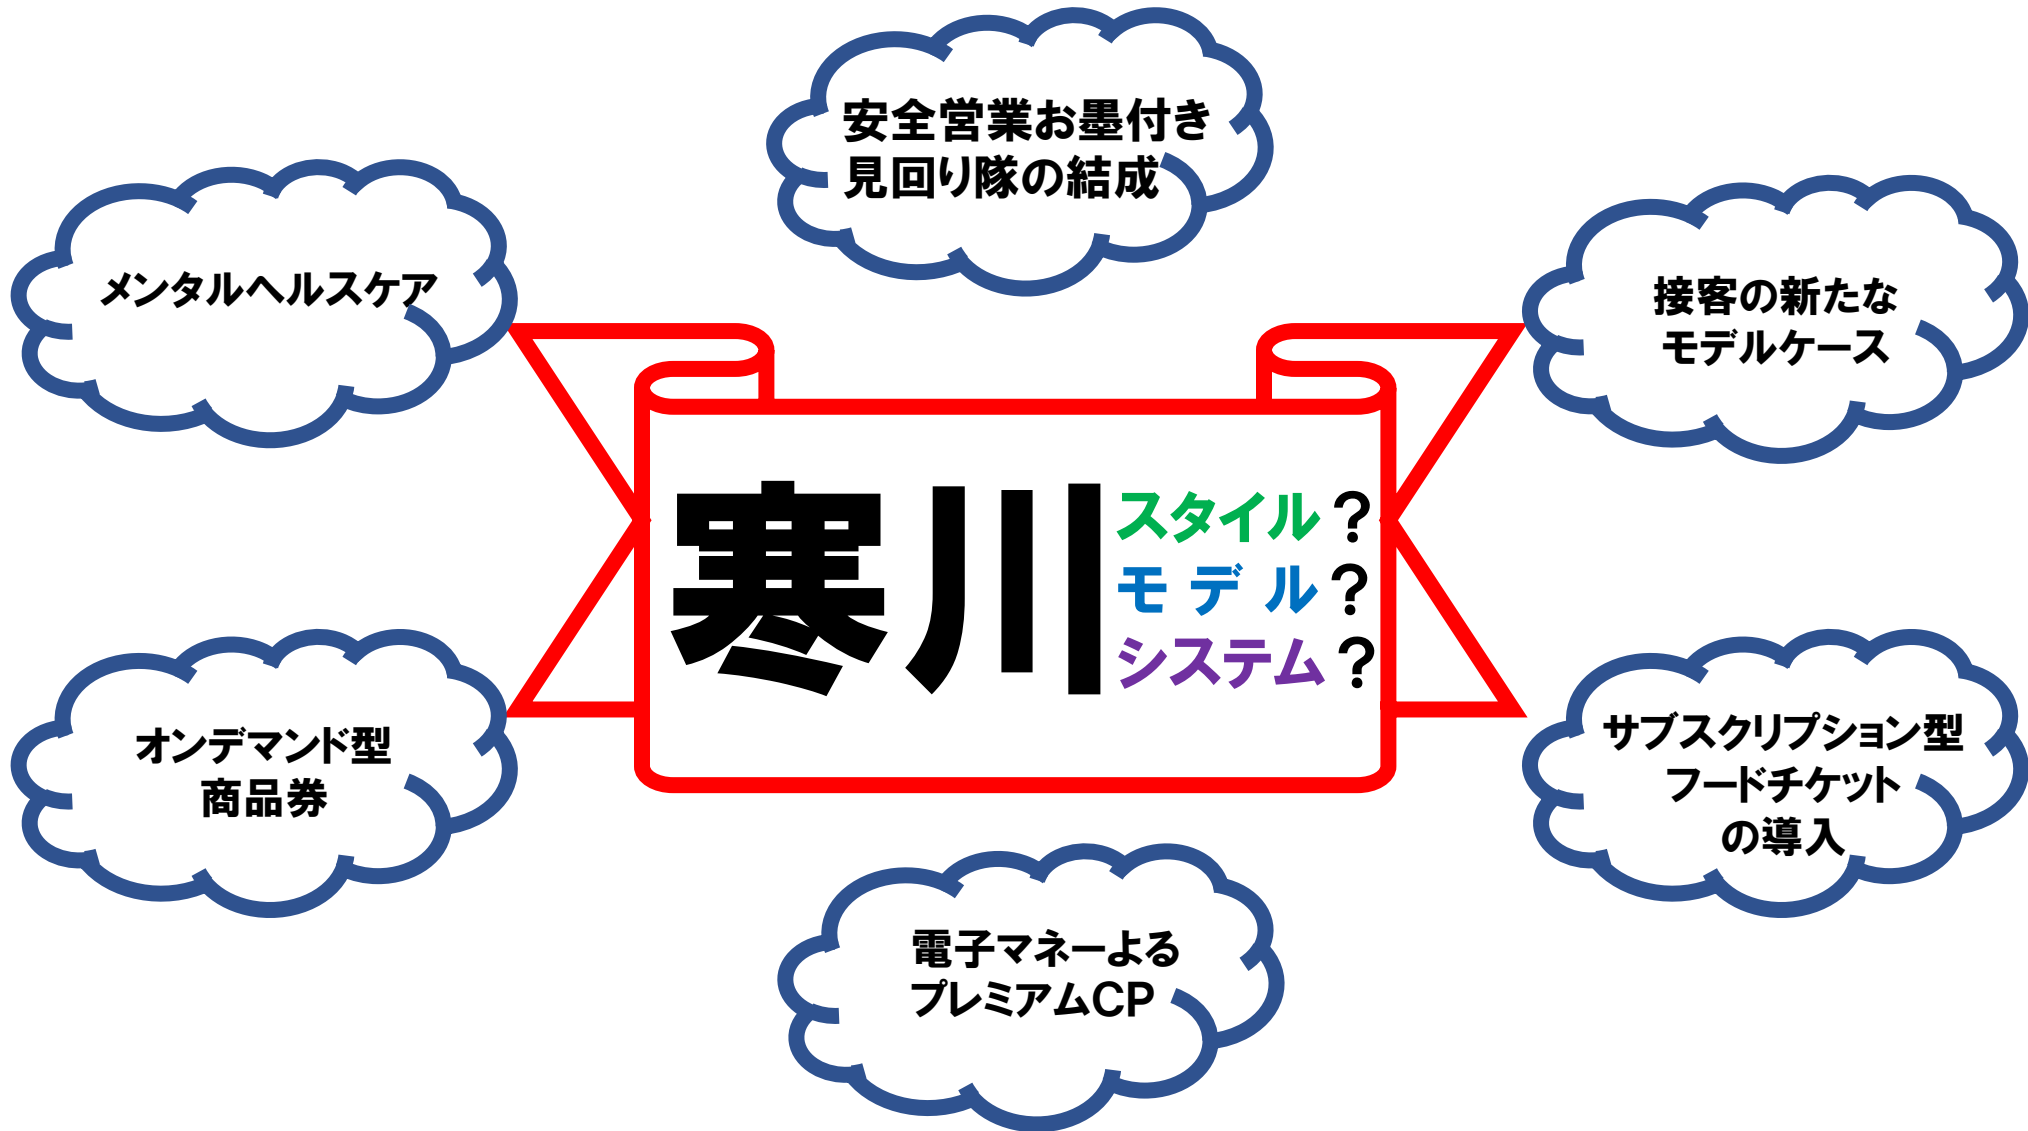 安全営業お墨付き
見回り隊の結成
メンタルヘルスケア
接客の新たな
モデルケース
寒川
スタイル？
モデル？
システム？
オンデマンド型
商品券
サブスクリプション型
フードチケット
の導入
電子マネーよる
プレミアムCP